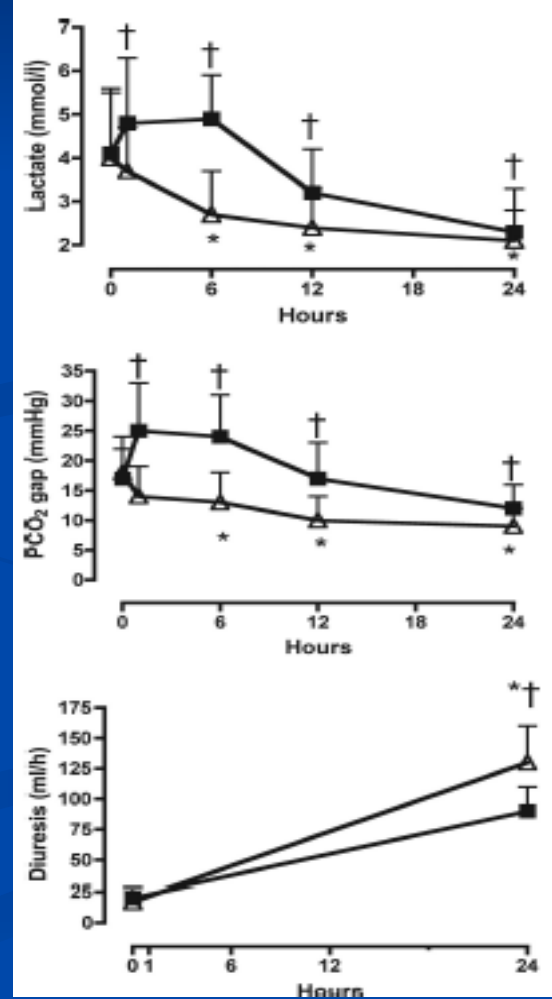 7
6
5
4
3
2
Lactate (mmol/l)
† † † †
* * *
0 6 12 18 24
Hours
35
30
25
20
15
10
5
0
PCO₂ gap (mmHg)
† † † †
* * *
0 6 12 18 24
Hours
175
150
125
100
75
50
25
0
Diuresis (ml/h)
*†
0 1 6 12 24
Hours